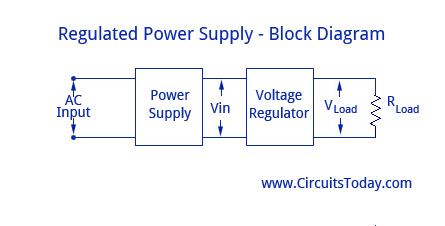 Regulated Power Supply - Block Diagram
AC
Input
Power
Supply
Vin
Voltage
Regulator
VLoad
RLoad
www.CircuitsToday.com